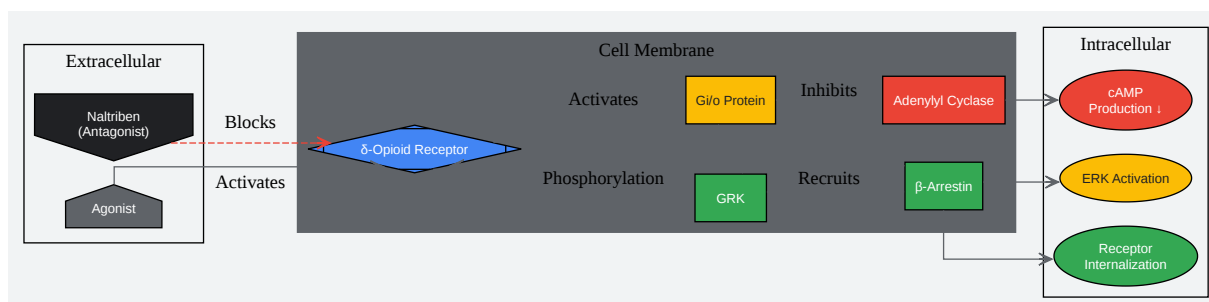 Extracellular
Naltriben
(Antagonist)
Agonist
Blocks
Activates
Cell Membrane
δ-Opioid Receptor
Activates
Gi/o Protein
Inhibits
Adenylyl Cyclase
Phosphorylation
GRK
Recruits
β-Arrestin
Intracellular
cAMP
Production ↓
ERK Activation
Receptor
Internalization